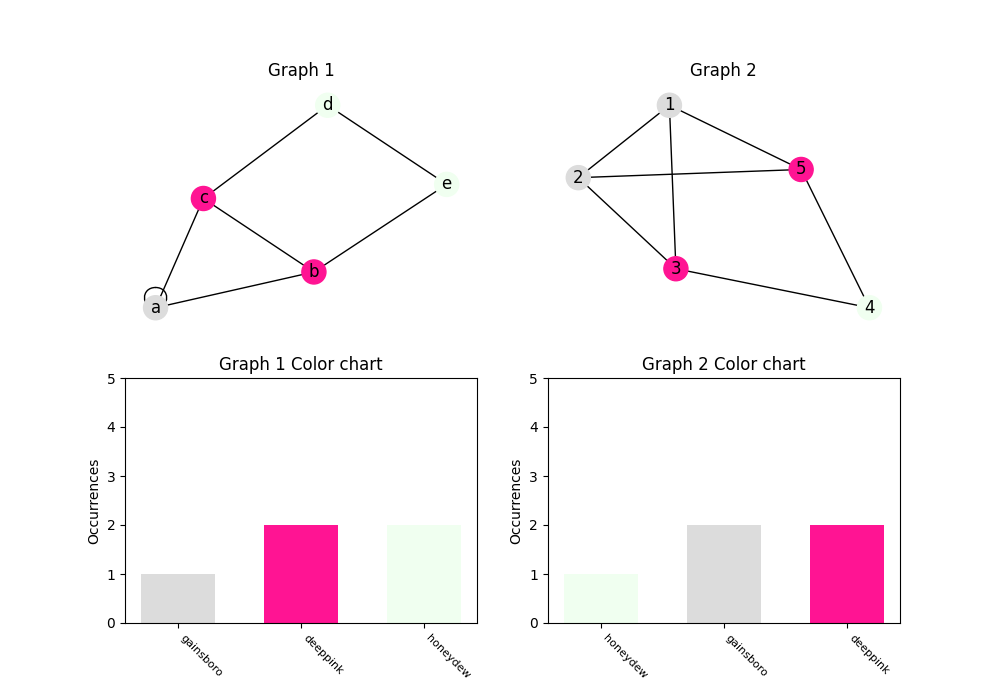 Graph 1
Graph 2
d
e
c
b
a
1
2
5
3
4
Graph 1 Color chart
Graph 2 Color chart
5
4
3
2
1
0
Occurrences
gainsboro
deeppink
honeydew
5
4
3
2
1
0
Occurrences
honeydew
gainsboro
deeppink